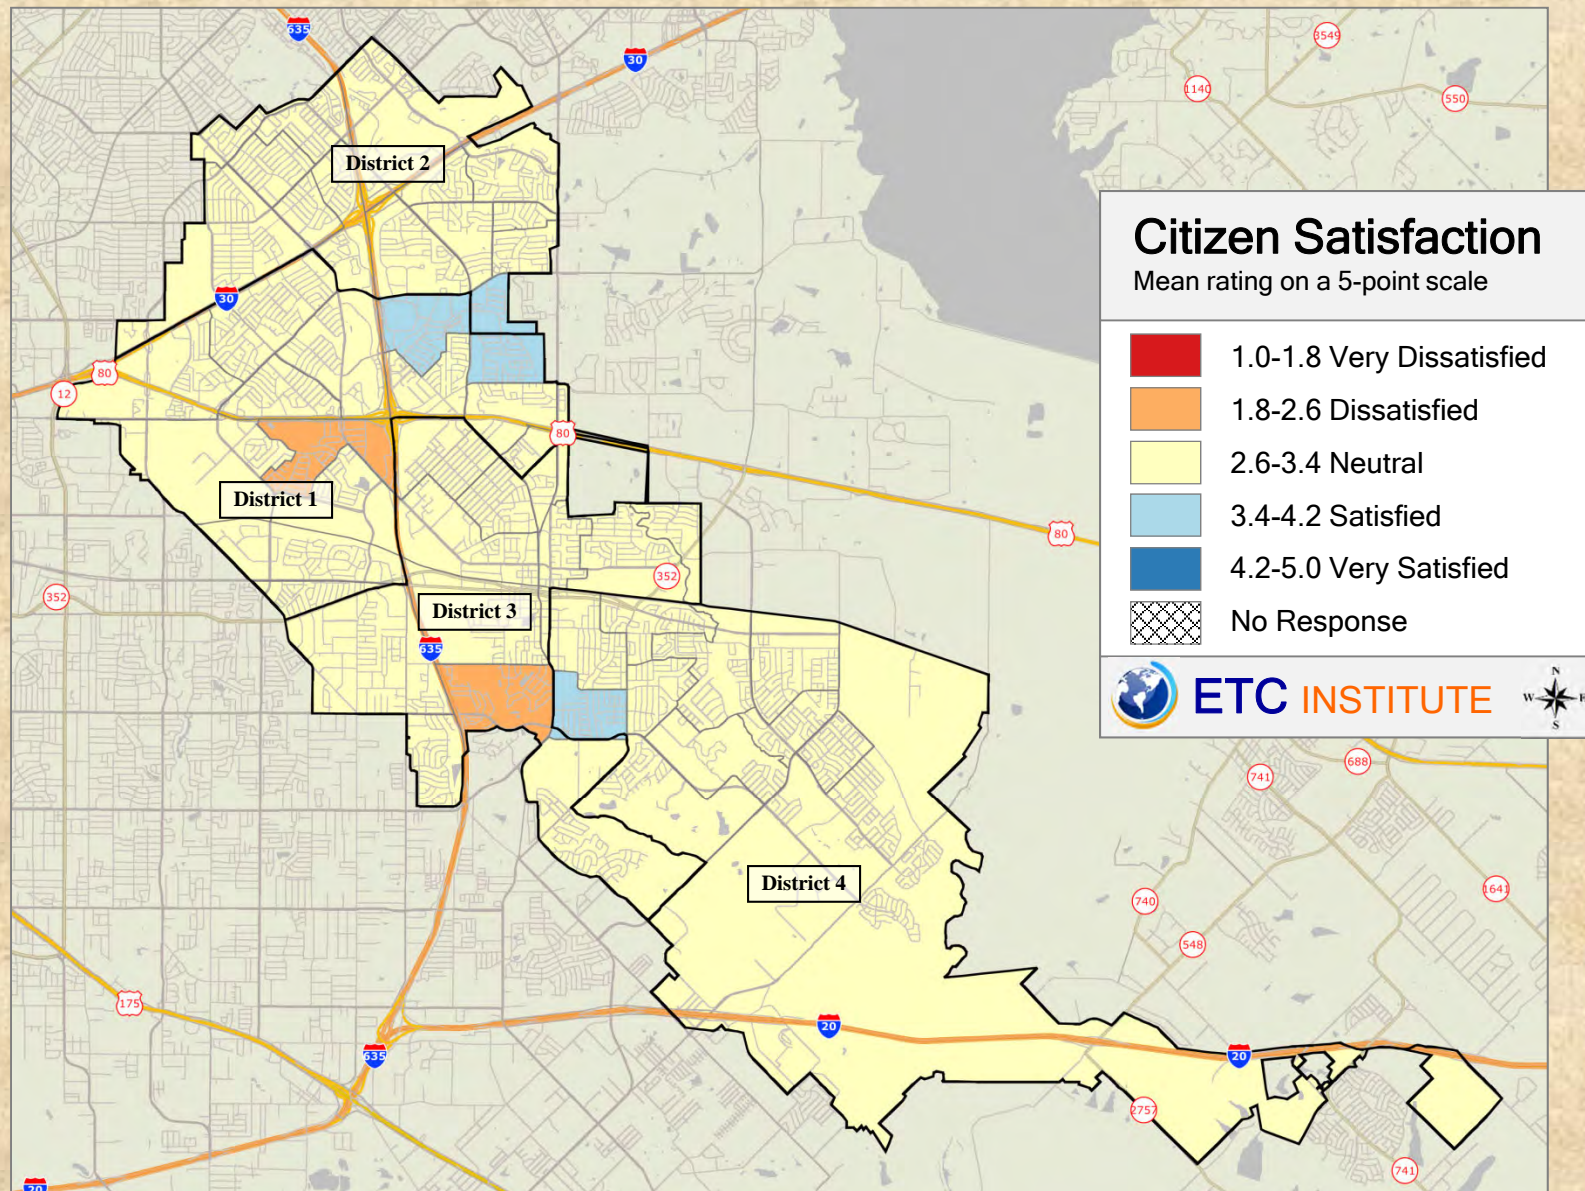 635
30
3549
1140
550
District 2
Citizen Satisfaction
Mean rating on a 5-point scale
30
1.0-1.8 Very Dissatisfied
80
12
1.8-2.6 Dissatisfied
80
2.6-3.4 Neutral
District 1
3.4-4.2 Satisfied
80
352
352
4.2-5.0 Very Satisfied
District 3
No Response
635
ETC INSTITUTE
N
W E
S
688
741
District 4
1641
740
548
175
20
635
20
2757
741
20